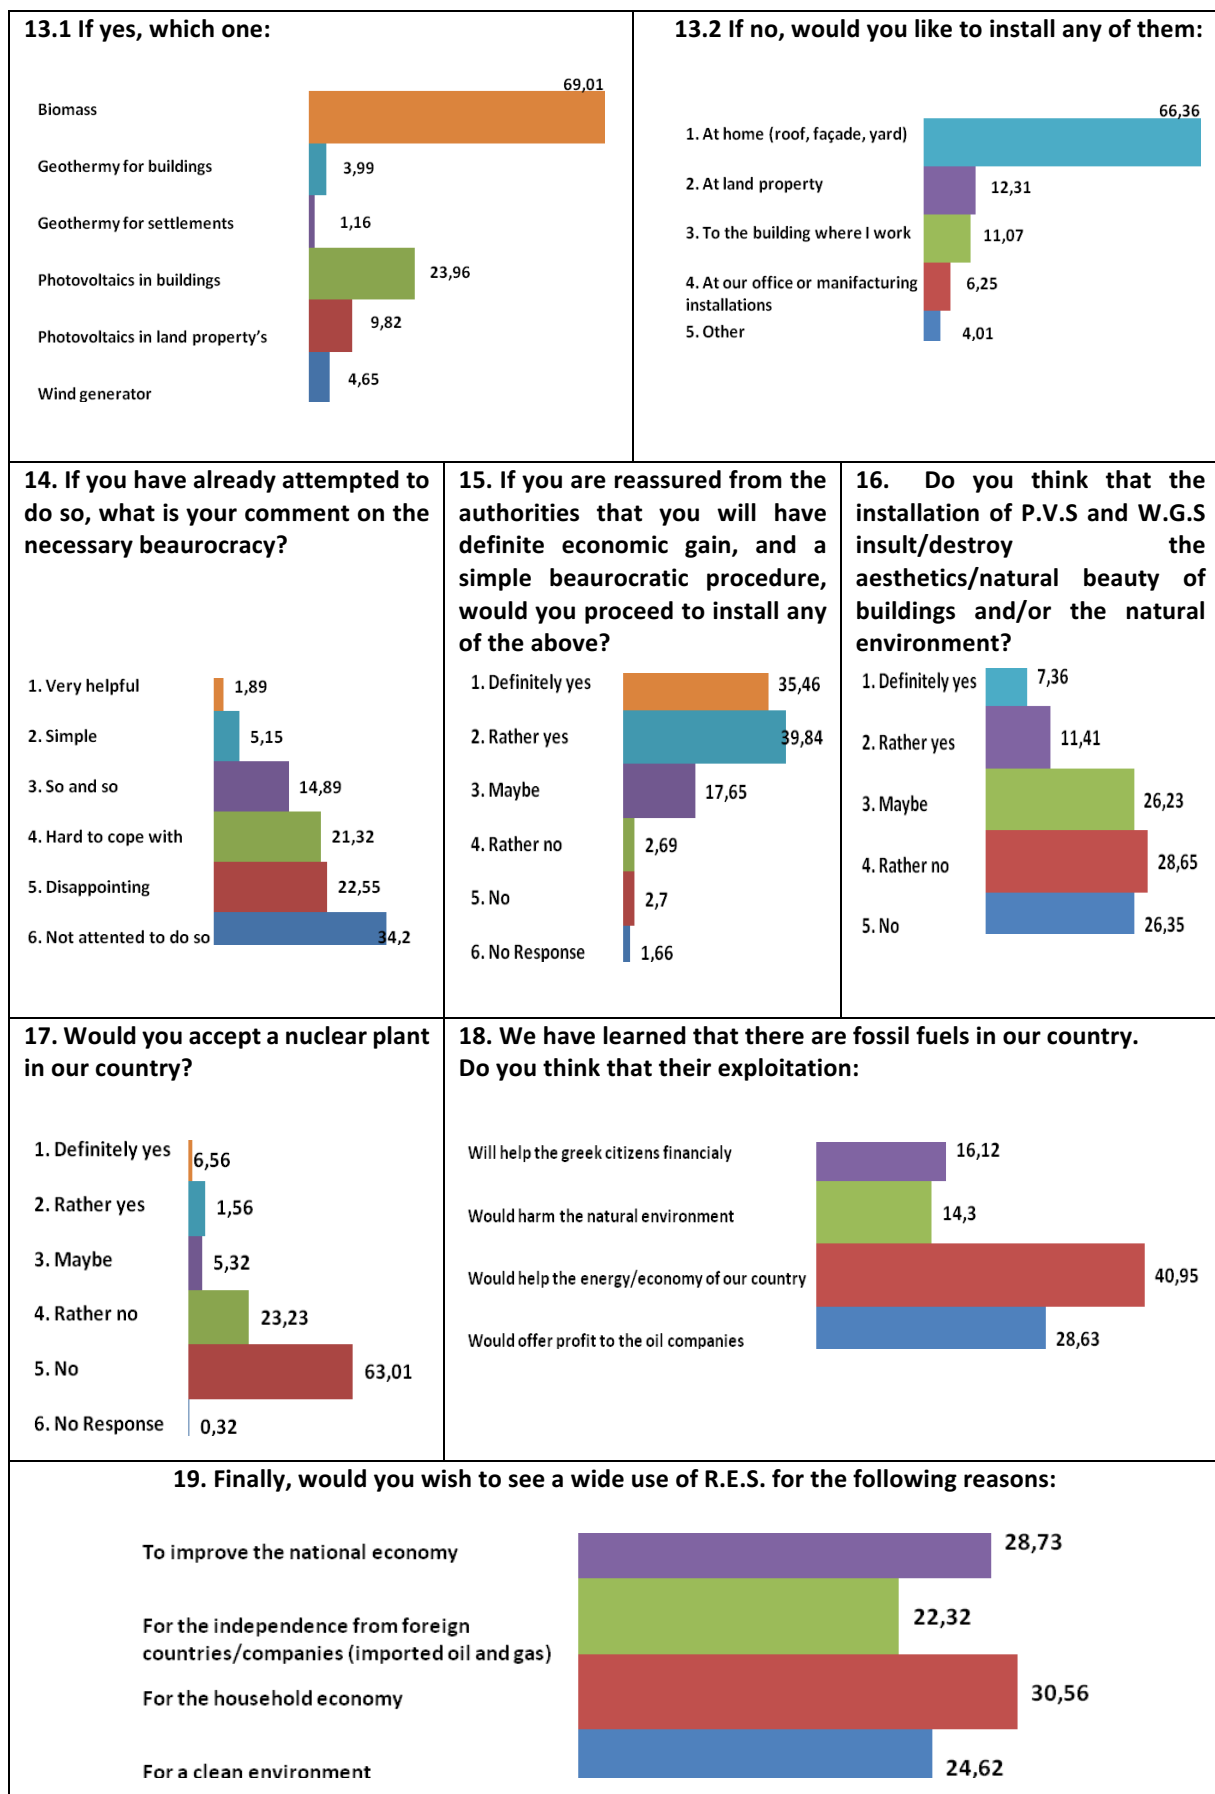 13.1 If yes, which one:
69,01
Biomass
Geothermy for buildings
3,99
Geothermy for settlements
1,16
Photovoltaics in buildings
23,96
Photovoltaics in land property's
9,82
Wind generator
4,65
13.2 If no, would you like to install any of them:
66,36
1. At home (roof, façade, yard)
2. At land property
12,31
3. To the building where I work
11,07
4. At our office or manifacturing
installations
6,25
5. Other
4,01
14. If you have already attempted to
do so, what is your comment on the
necessary beaurocracy?
1. Very helpful
1,89
2. Simple
5,15
3. So and so
14,89
4. Hard to cope with
21,32
5. Disappointing
22,55
6. Not attented to do so
34,2
15. If you are reassured from the
authorities that you will have
definite economic gain, and a
simple beaurocratic procedure,
would you proceed to install any
of the above?
1. Definitely yes
35,46
2. Rather yes
39,84
3. Maybe
17,65
4. Rather no
2,69
5. No
2,7
6. No Response
1,66
16. Do you think that the
installation of P.V.S and W.G.S
insult/destroy the
aesthetics/natural beauty of
buildings and/or the natural
environment?
1. Definitely yes
7,36
2. Rather yes
11,41
3. Maybe
26,23
4. Rather no
28,65
5. No
26,35
17. Would you accept a nuclear plant
in our country?
1. Definitely yes
6,56
2. Rather yes
1,56
3. Maybe
5,32
4. Rather no
23,23
5. No
63,01
6. No Response
0,32
18. We have learned that there are fossil fuels in our country.
Do you think that their exploitation:
Will help the greek citizens financialy
16,12
Would harm the natural environment
14,3
Would help the energy/economy of our country
40,95
Would offer profit to the oil companies
28,63
19. Finally, would you wish to see a wide use of R.E.S. for the following reasons:
To improve the national economy
28,73
For the independence from foreign
countries/companies (imported oil and gas)
22,32
For the household economy
30,56
For a clean environment
24,62